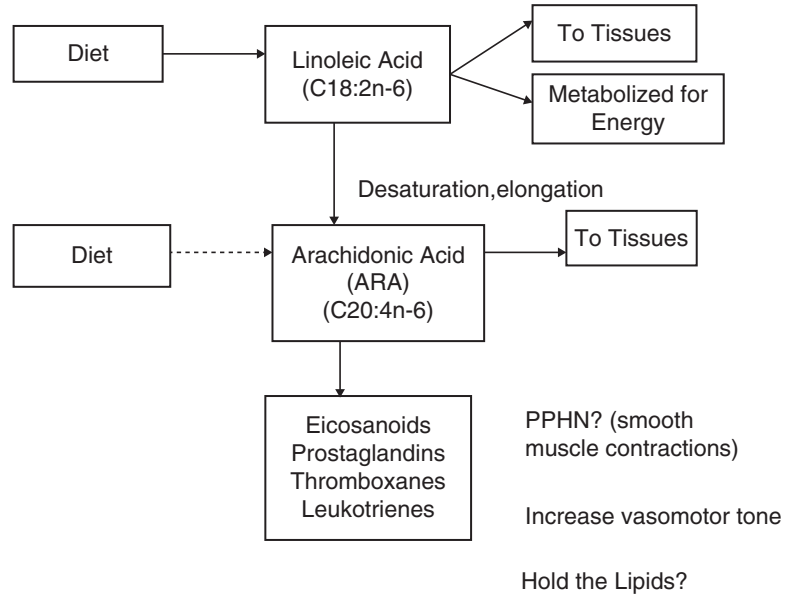 Diet
Linoleic Acid
(C18:2n-6)
To Tissues
Metabolized for
Energy
Desaturation,elongation
Diet
Arachidonic Acid
(ARA)
(C20:4n-6)
To Tissues
Eicosanoids
Prostaglandins
Thromboxanes
Leukotrienes
PPHN? (smooth
muscle contractions)
Increase vasomotor tone
Hold the Lipids?